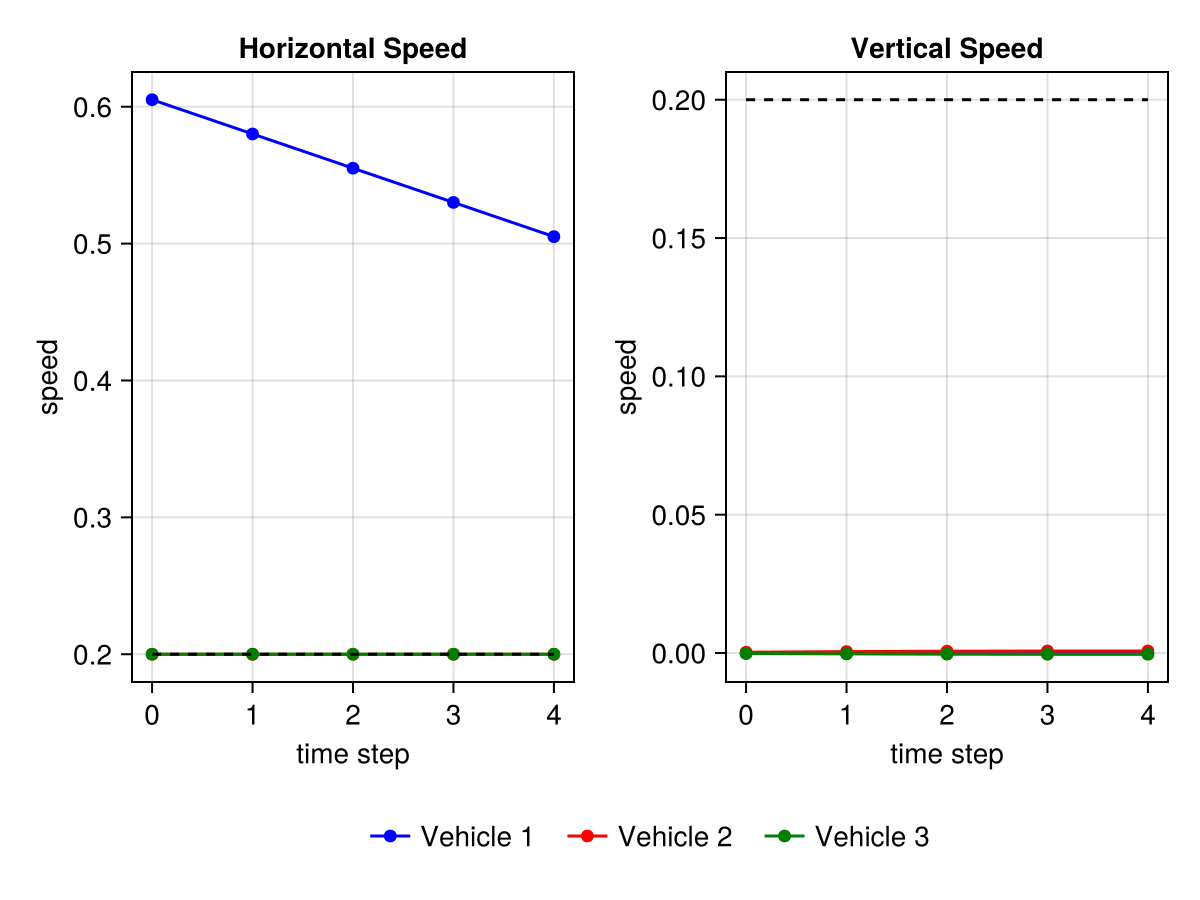 Horizontal Speed
0.6
0.5
0.4
0.3
0.2
speed
0 1 2 3 4
time step
Vertical Speed
0.20
0.15
0.10
0.05
0.00
speed
0 1 2 3 4
time step
Vehicle 1 Vehicle 2 Vehicle 3